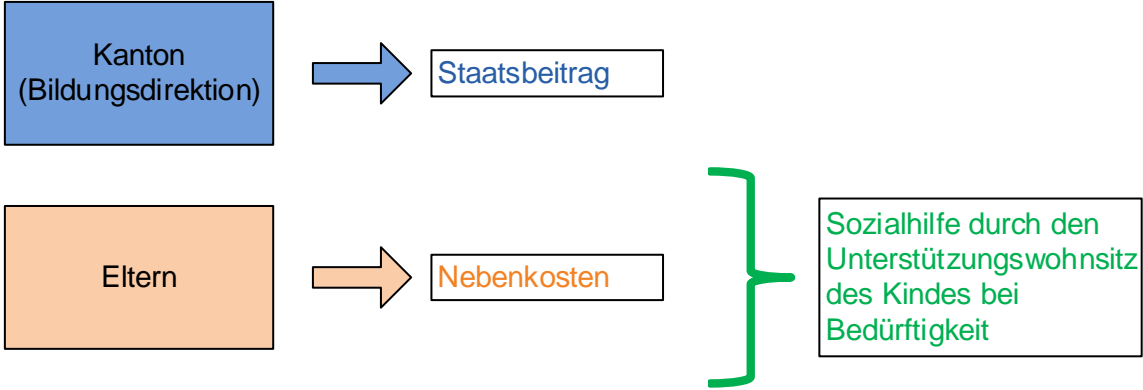 Kanton
(Bildungsdirektion)
Staatsbeitrag
Eltern
Nebenkosten
Sozialhilfe durch den
Unterstützungswohnsitz
des Kindes bei
Bedürftigkeit